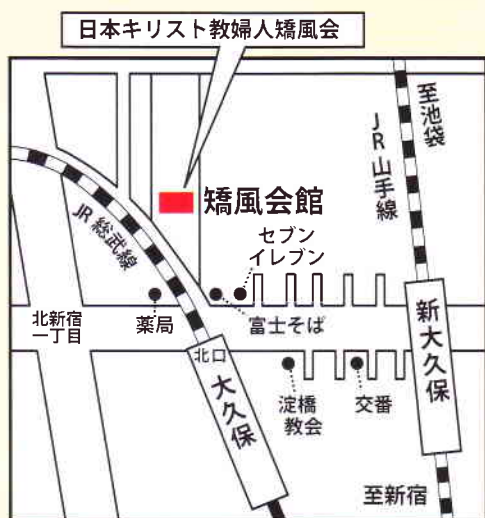 日本キリスト教婦人矯風会
至池袋
JR山手線
矯風会館
JR 総武線
セブン
イレブン
北新宿
一丁目
薬局
富士そば
新大久保
北口
大久保
淀橋
教会
交番
至新宿